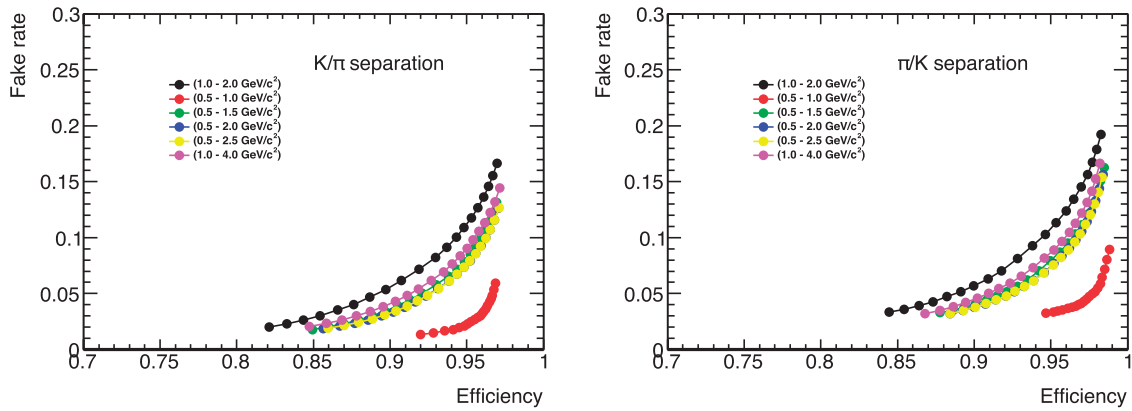 Fake rate
0.3
0.25
0.2
0.15
0.1
0.05
0
K/π separation
(1.0 - 2.0 GeV/c²)
(0.5 - 1.0 GeV/c²)
(0.5 - 1.5 GeV/c²)
(0.5 - 2.0 GeV/c²)
(0.5 - 2.5 GeV/c²)
(1.0 - 4.0 GeV/c²)
0.7 0.75 0.8 0.85 0.9 0.95 1
Efficiency
Fake rate
0.3
0.25
0.2
0.15
0.1
0.05
0
π/K separation
(1.0 - 2.0 GeV/c²)
(0.5 - 1.0 GeV/c²)
(0.5 - 1.5 GeV/c²)
(0.5 - 2.0 GeV/c²)
(0.5 - 2.5 GeV/c²)
(1.0 - 4.0 GeV/c²)
0.7 0.75 0.8 0.85 0.9 0.95 1
Efficiency